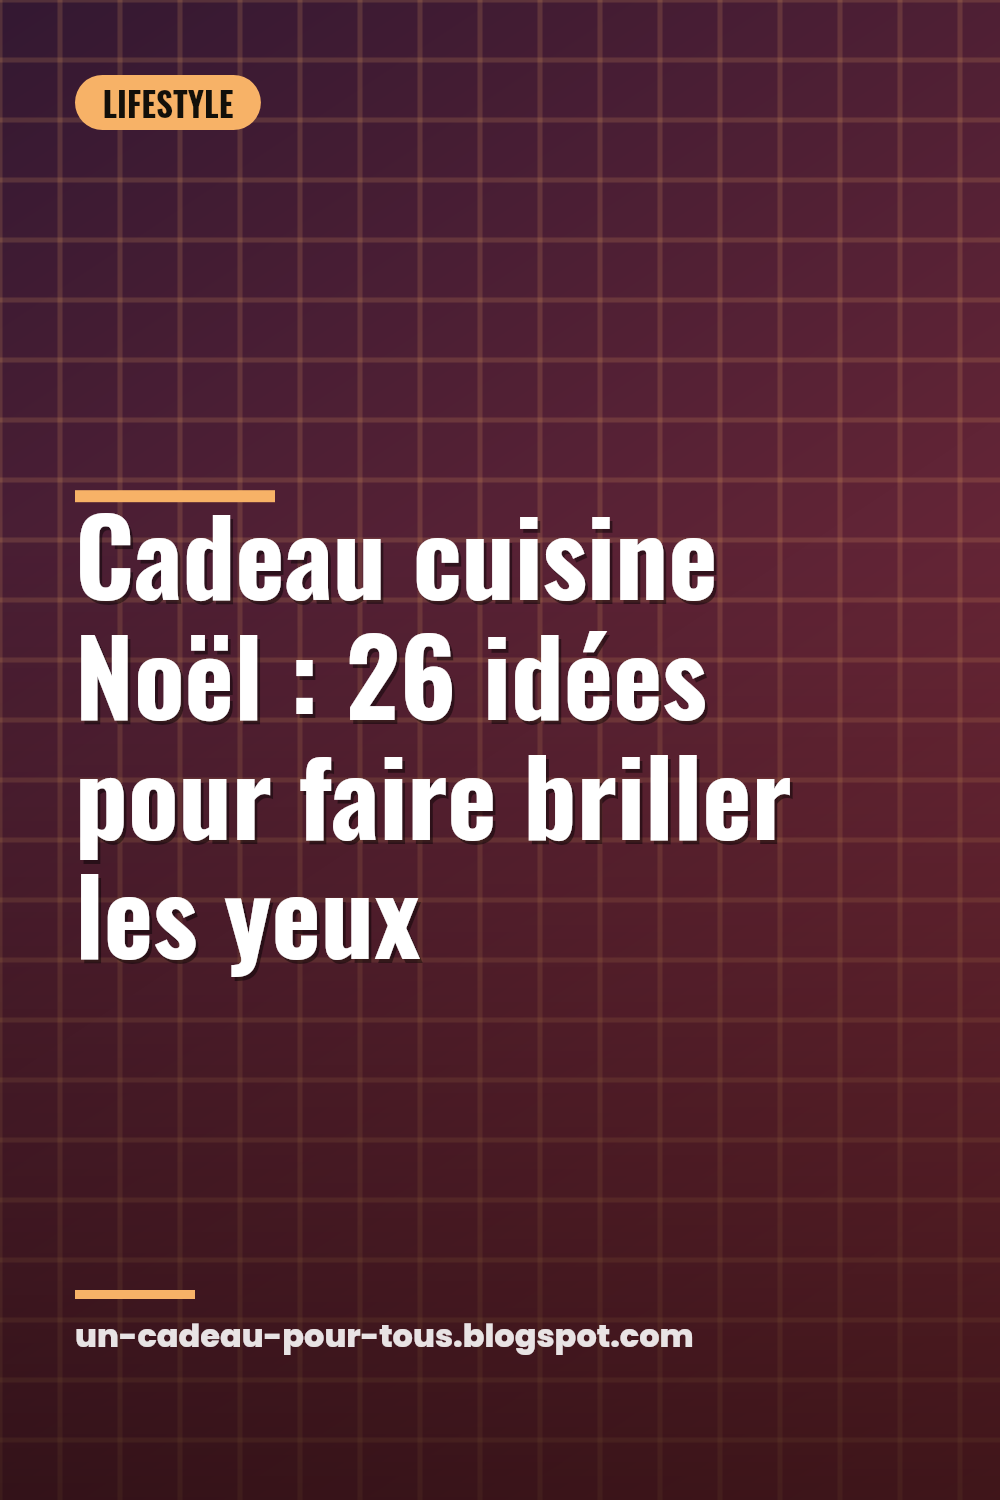 LIFESTYLE
Cadeau cuisine
Noël : 26 idées
pour faire briller
les yeux
un-cadeau-pour-tous.blogspot.com